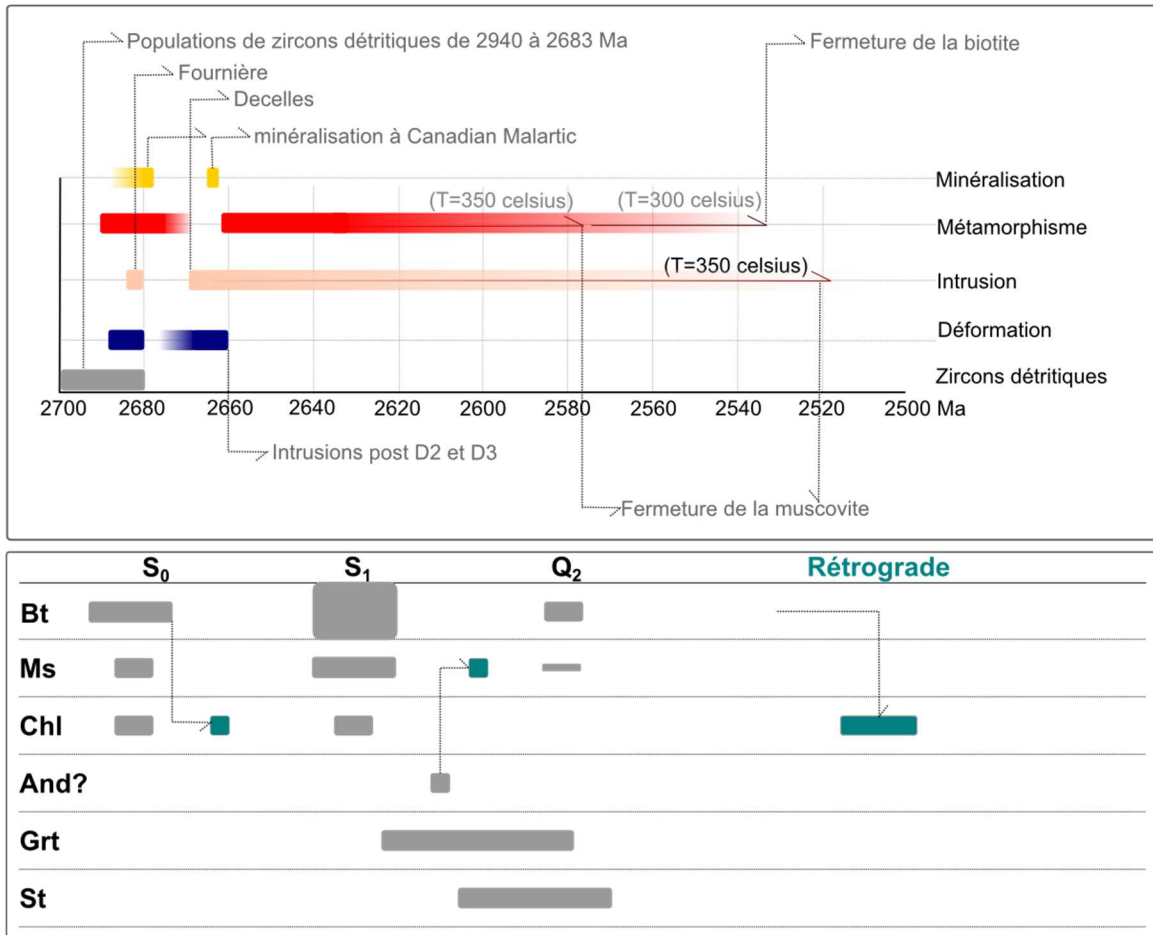 Populations de zircons détritiques de 2940 à 2683 Ma
Fermeture de la biotite
Fournière
Decelles
minéralisation à Canadian Malartic
Minéralisation
(T=350 celsius)
(T=300 celsius)
Métamorphisme
(T=350 celsius)
Intrusion
Déformation
Zircons détritiques
2700 2680 2660 2640 2620 2600 2580 2560 2540 2520 2500 Ma
Intrusions post D2 et D3
Fermeture de la muscovite
S₀ S₁ Q₂ Rétrograde
Bt
Ms
Chl
And?
Grt
St